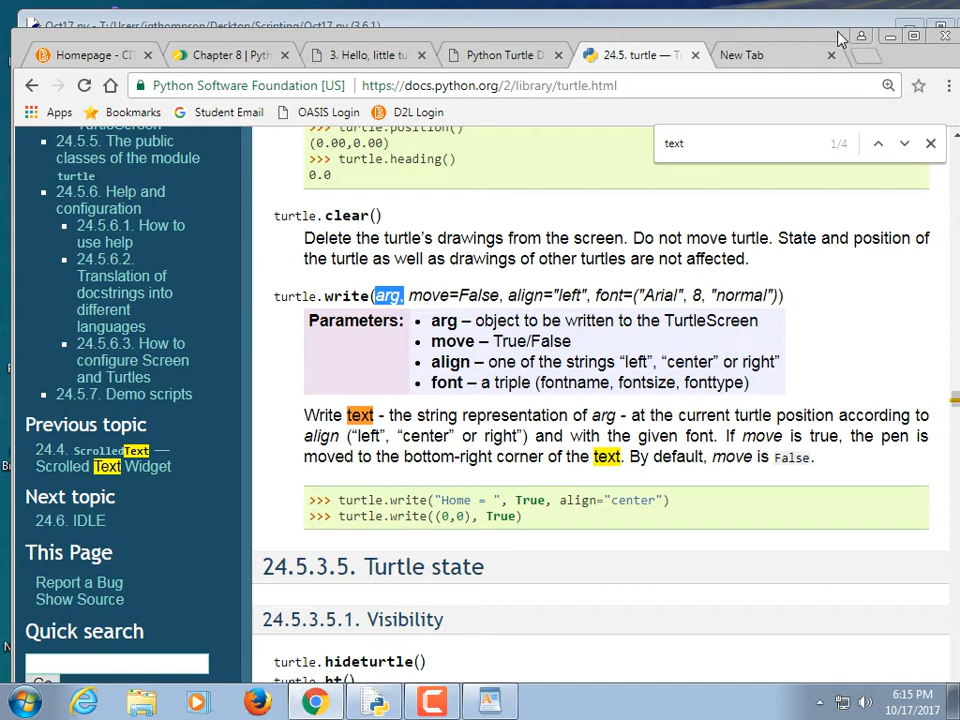 Oct17.py - T:/Users/jgthompson/Desktop/Scripting/Oct17.py (3.6.1)
Homepage - CI
Chapter 8 | Pyth
3. Hello, little tu
Python Turtle D
24.5. turtle — Tu
New Tab
Python Software Foundation [US]
https://docs.python.org/2/library/turtle.html
Apps
Bookmarks
Student Email
OASIS Login
D2L Login
text
1/4
TurtleScreen
24.5.5. The public
classes of the module
turtle
24.5.6. Help and
configuration
24.5.6.1. How to
use help
24.5.6.2.
Translation of
docstrings into
different
languages
24.5.6.3. How to
configure Screen
and Turtles
24.5.7. Demo scripts
Previous topic
24.4. ScrolledText —
Scrolled Text Widget
Next topic
24.6. IDLE
This Page
Report a Bug
Show Source
Quick search
Go
>>> turtle.position()
(0.00,0.00)
>>> turtle.heading()
0.0
turtle.clear()
Delete the turtle’s drawings from the screen. Do not move turtle. State and position of
the turtle as well as drawings of other turtles are not affected.
turtle.write(arg, move=False, align="left", font=("Arial", 8, "normal"))
Parameters:
• arg – object to be written to the TurtleScreen
• move – True/False
• align – one of the strings “left”, “center” or right”
• font – a triple (fontname, fontsize, fonttype)
Write text - the string representation of arg - at the current turtle position according to
align (“left”, “center” or right”) and with the given font. If move is true, the pen is
moved to the bottom-right corner of the text. By default, move is False.
>>> turtle.write("Home = ", True, align="center")
>>> turtle.write((0,0), True)
24.5.3.5. Turtle state
24.5.3.5.1. Visibility
turtle.hideturtle()
turtle.ht()
6:15 PM
10/17/2017